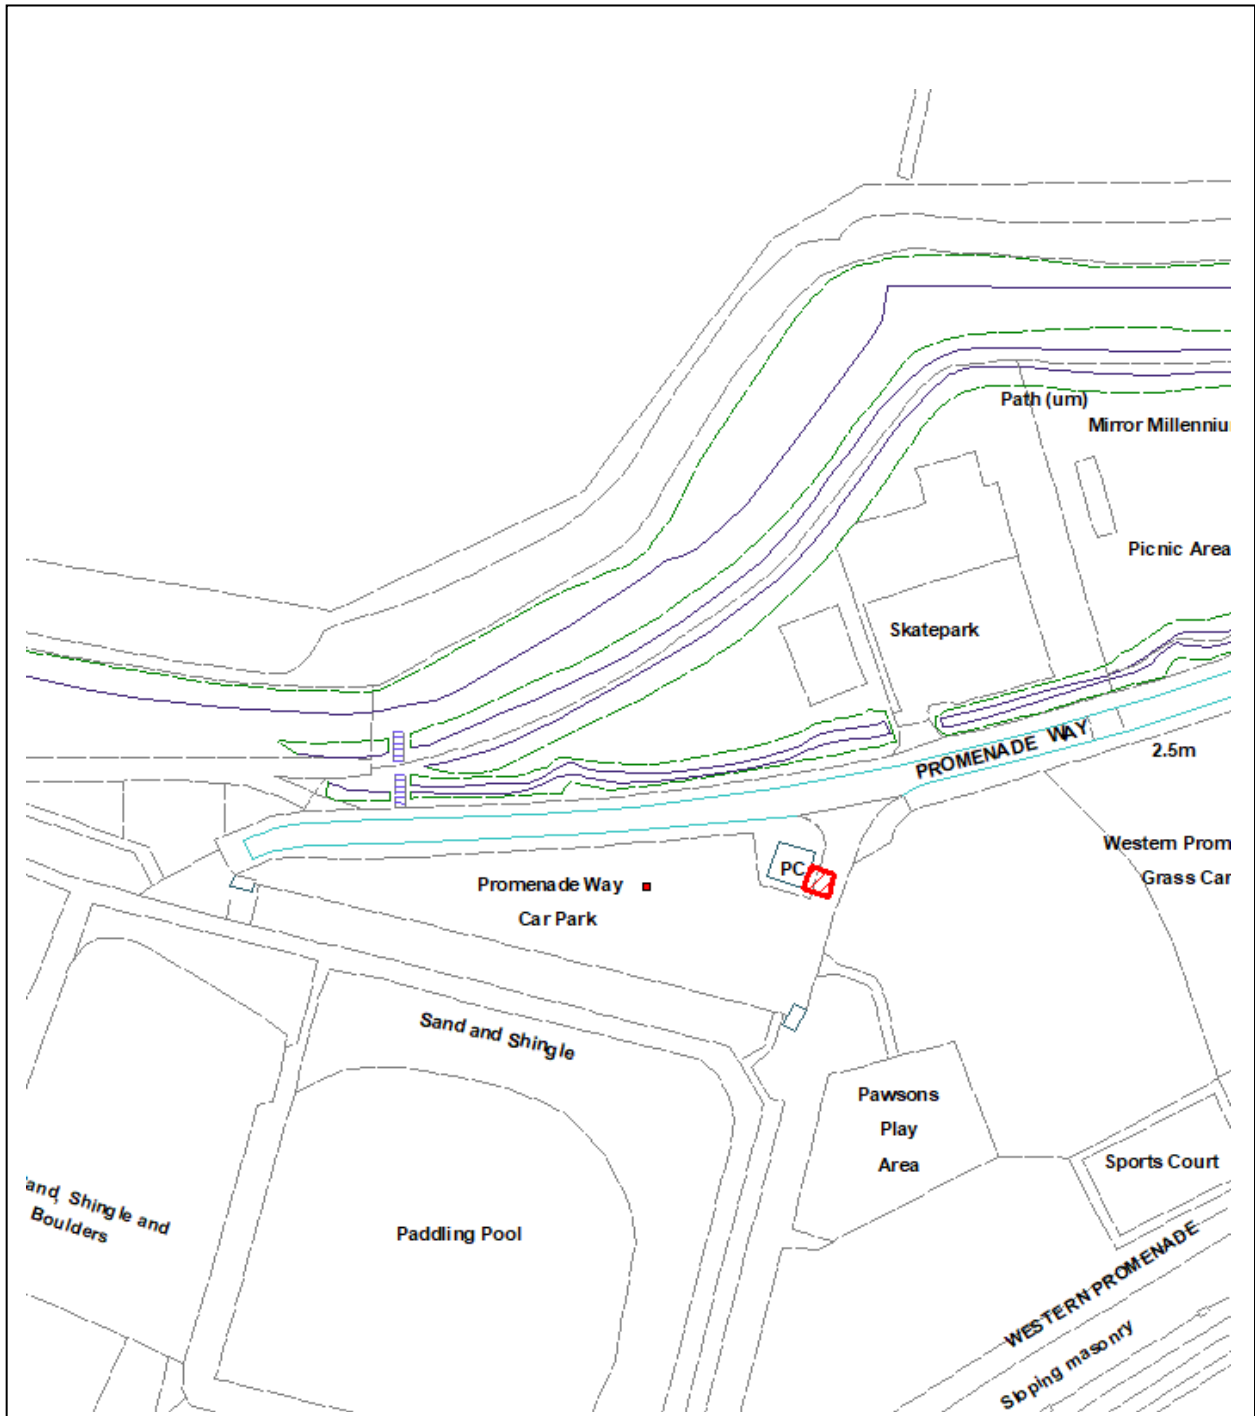 Path (um)
Mirror Millenniu
Picnic Area
Skatepark
PROMENADE WAY
2.5m
Western Prom
Grass Car
PC
Promenade Way
Car Park
Sand and Shingle
Pawsons
Play
Area
Sports Court
and, Shingle and
Boulders
Paddling Pool
WESTERN PROMENADE
Sloping masonry